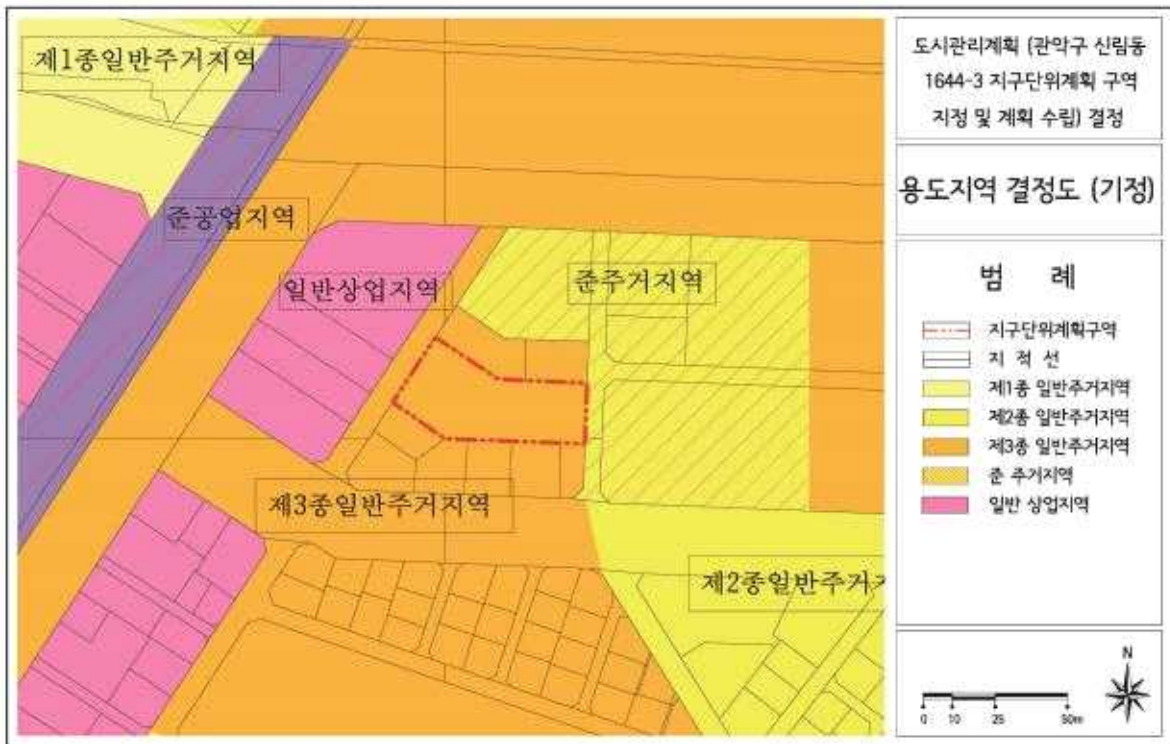 제1종일반주거지역
준공업지역
일반상업지역
준주거지역
제3종일반주거지역
제2종일반주거지
도시관리계획 (관악구 신림동
1644-3 지구단위계획 구역
지정 및 계획 수립) 결정
용도지역 결정도 (기정)
범 례
지구단위계획구역
지 적 선
제1종 일반주거지역
제2종 일반주거지역
제3종 일반주거지역
준 주거지역
일반 상업지역
N
0 10 25 50m